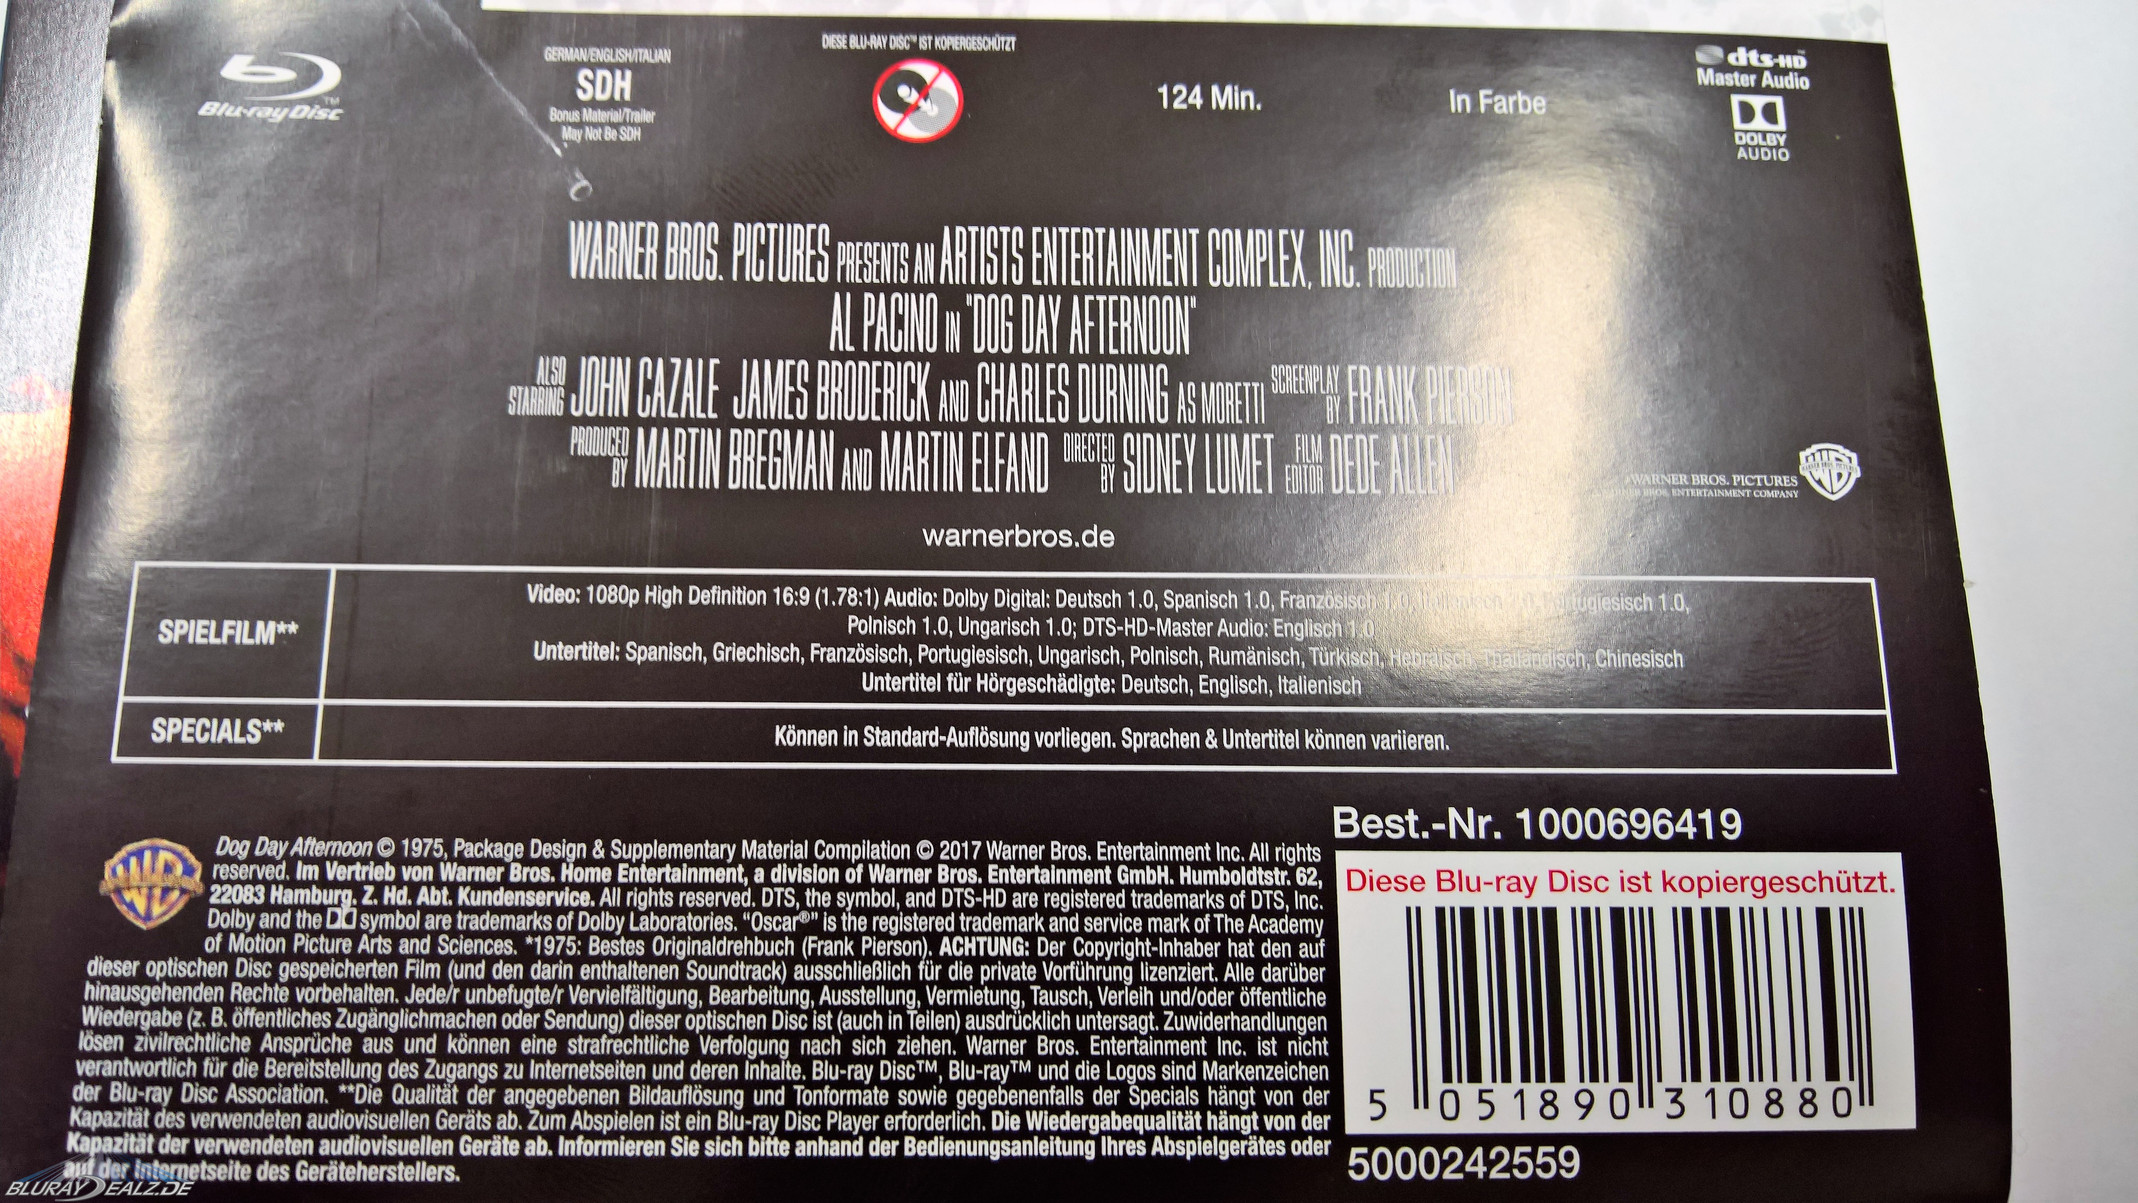 Blu-ray Disc™
GERMAN/ENGLISH/ITALIAN
SDH
Bonus Material/Trailer
May Not Be SDH
DIESE BLU-RAY DISC™ IST KOPIERGESCHÜTZT
124 Min.
In Farbe
dts-HD
Master Audio
DOLBY
AUDIO
WARNER BROS. PICTURES PRESENTS AN ARTISTS ENTERTAINMENT COMPLEX, INC. PRODUCTION
AL PACINO IN "DOG DAY AFTERNOON"
ALSO STARRING JOHN CAZALE JAMES BRODERICK AND CHARLES DURNING AS MORETTI SCREENPLAY BY FRANK PIERSON
PRODUCED BY MARTIN BREGMAN AND MARTIN ELFAND DIRECTED BY SIDNEY LUMET FILM EDITOR DEDE ALLEN
WARNER BROS. PICTURES
BROS. ENTERTAINMENT COMPANY
warnerbros.de
SPIELFILM**
Video: 1080p High Definition 16:9 (1.78:1) Audio: Dolby Digital: Deutsch 1.0, Spanisch 1.0, Französisch 1.0, Italienisch 1.0, Portugiesisch 1.0,
Polnisch 1.0, Ungarisch 1.0; DTS-HD-Master Audio: Englisch 1.0
Untertitel: Spanisch, Griechisch, Französisch, Portugiesisch, Ungarisch, Polnisch, Rumänisch, Türkisch, Hebräisch, Thailändisch, Chinesisch
Untertitel für Hörgeschädigte: Deutsch, Englisch, Italienisch
SPECIALS**
Können in Standard-Auflösung vorliegen. Sprachen & Untertitel können variieren.
Dog Day Afternoon © 1975, Package Design & Supplementary Material Compilation © 2017 Warner Bros. Entertainment Inc. All rights
reserved. Im Vertrieb von Warner Bros. Home Entertainment, a division of Warner Bros. Entertainment GmbH. Humboldtstr. 62,
22083 Hamburg. Z. Hd. Abt. Kundenservice. All rights reserved. DTS, the symbol, and DTS-HD are registered trademarks of DTS, Inc.
Dolby and the symbol are trademarks of Dolby Laboratories. "Oscar®" is the registered trademark and service mark of The Academy
of Motion Picture Arts and Sciences. *1975: Bestes Originaldrehbuch (Frank Pierson). ACHTUNG: Der Copyright-Inhaber hat den auf
dieser optischen Disc gespeicherten Film (und den darin enthaltenen Soundtrack) ausschließlich für die private Vorführung lizenziert. Alle darüber
hinausgehenden Rechte vorbehalten. Jede/r unbefugte/r Vervielfältigung, Bearbeitung, Ausstellung, Vermietung, Tausch, Verleih und/oder öffentliche
Wiedergabe (z. B. öffentliches Zugänglichmachen oder Sendung) dieser optischen Disc ist (auch in Teilen) ausdrücklich untersagt. Zuwiderhandlungen
lösen zivilrechtliche Ansprüche aus und können eine strafrechtliche Verfolgung nach sich ziehen. Warner Bros. Entertainment Inc. ist nicht
verantwortlich für die Bereitstellung des Zugangs zu Internetseiten und deren Inhalte. Blu-ray Disc™, Blu-ray™ und die Logos sind Markenzeichen
der Blu-ray Disc Association. **Die Qualität der angegebenen Bildauflösung und Tonformate sowie gegebenenfalls der Specials hängt von der
Kapazität des verwendeten audiovisuellen Geräts ab. Zum Abspielen ist ein Blu-ray Disc Player erforderlich. Die Wiedergabequalität hängt von der
Kapazität der verwendeten audiovisuellen Geräte ab. Informieren Sie sich bitte anhand der Bedienungsanleitung Ihres Abspielgerätes oder
auf der Internetseite des Geräteherstellers.
Best.-Nr. 1000696419
Diese Blu-ray Disc ist kopiergeschützt.
5 051890 310880
5000242559
BLURAYDEALZ.DE